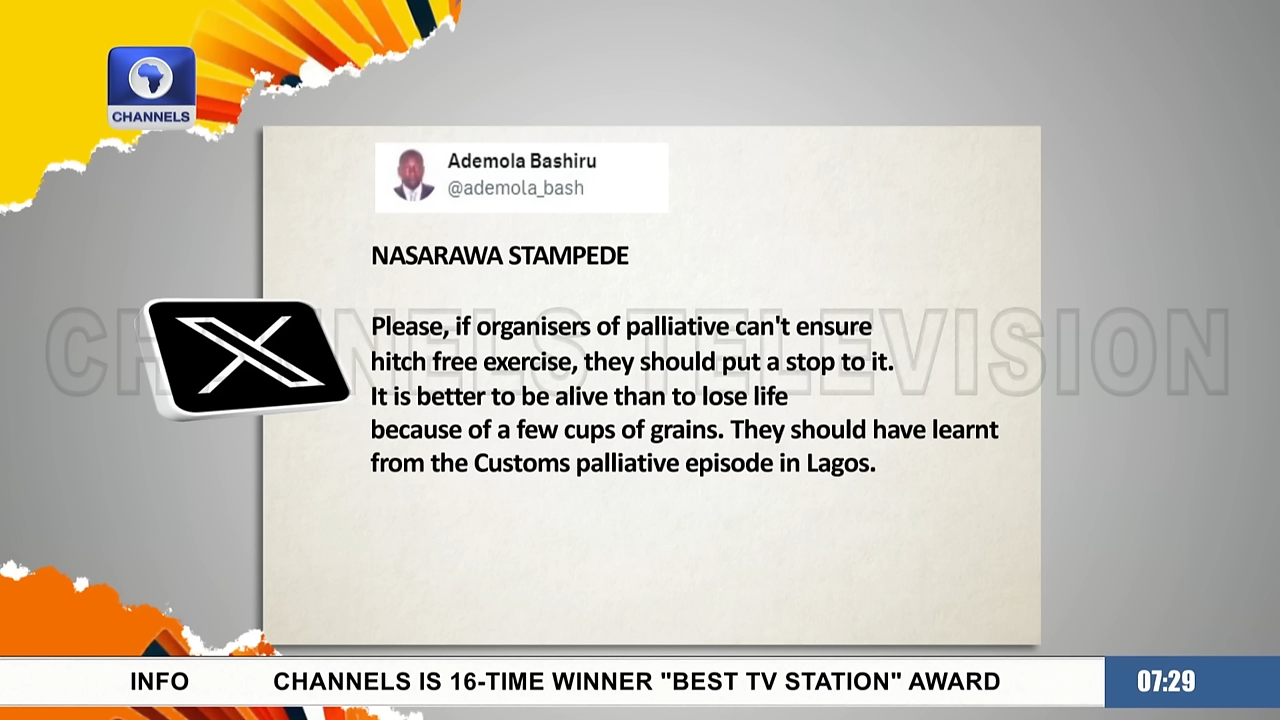 CHANNELS
Ademola Bashiru
@ademola_bash
NASARAWA STAMPEDE
CHANNELS TELEVISION
Please, if organisers of palliative can't ensure
hitch free exercise, they should put a stop to it.
It is better to be alive than to lose life
because of a few cups of grains. They should have learnt
from the Customs palliative episode in Lagos.
INFO CHANNELS IS 16-TIME WINNER "BEST TV STATION" AWARD 07:29